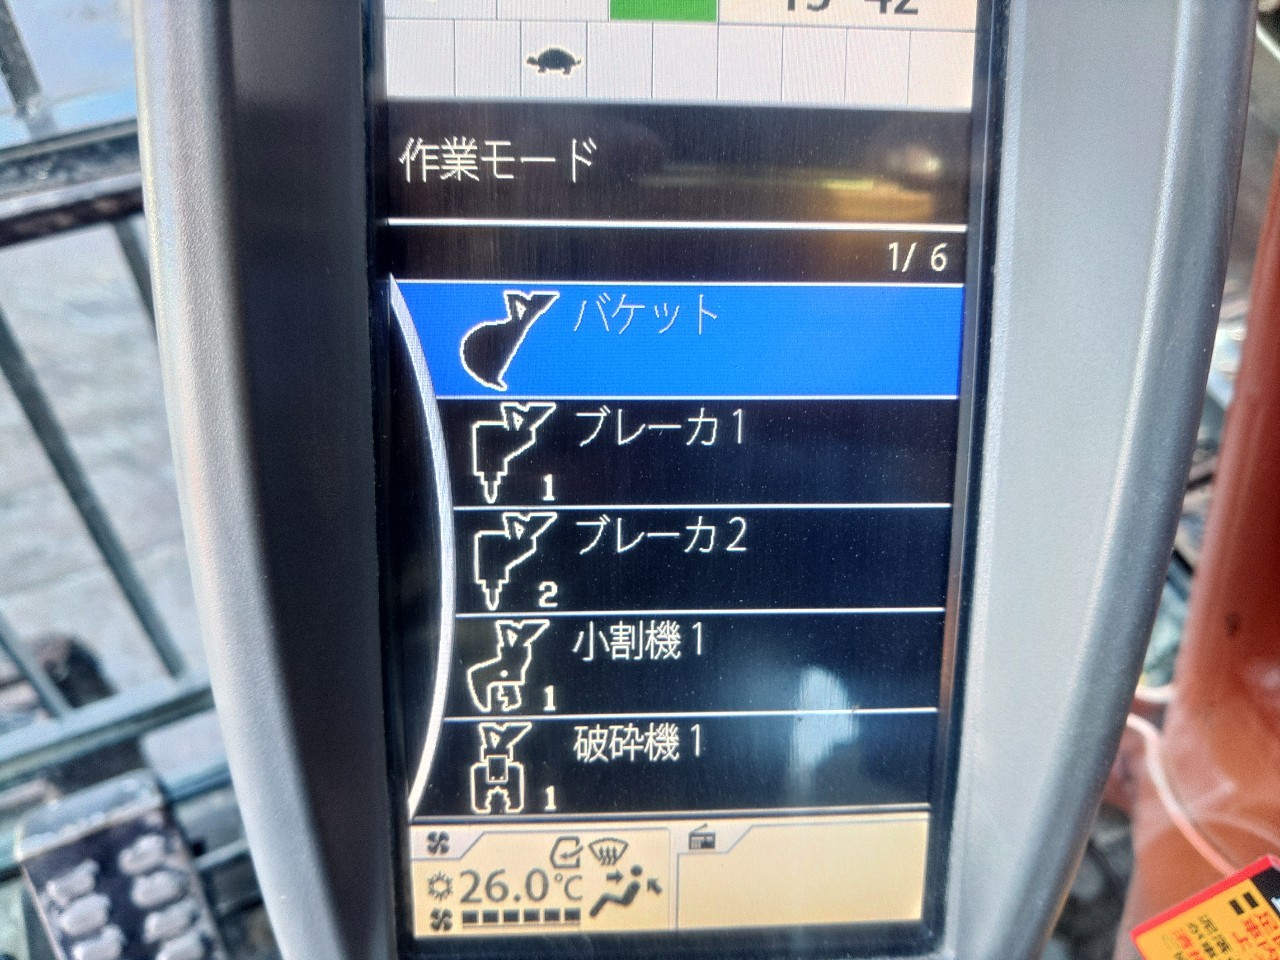 作業モード
1/ 6
バケット
ブレーカ1
1
ブレーカ2
2
小割機1
1
破砕機1
1
26.0℃